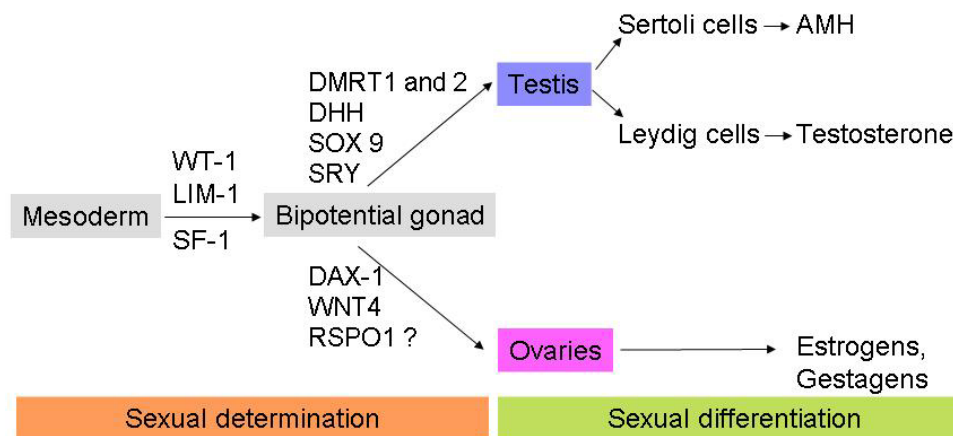 Sertoli cells
AMH
DMRT1 and 2
DHH
SOX 9
SRY
Testis
Leydig cells
Testosterone
WT-1
LIM-1
SF-1
Mesoderm
Bipotential gonad
DAX-1
WNT4
RSPO1 ?
Ovaries
Estrogens,
Gestagens
Sexual determination
Sexual differentiation